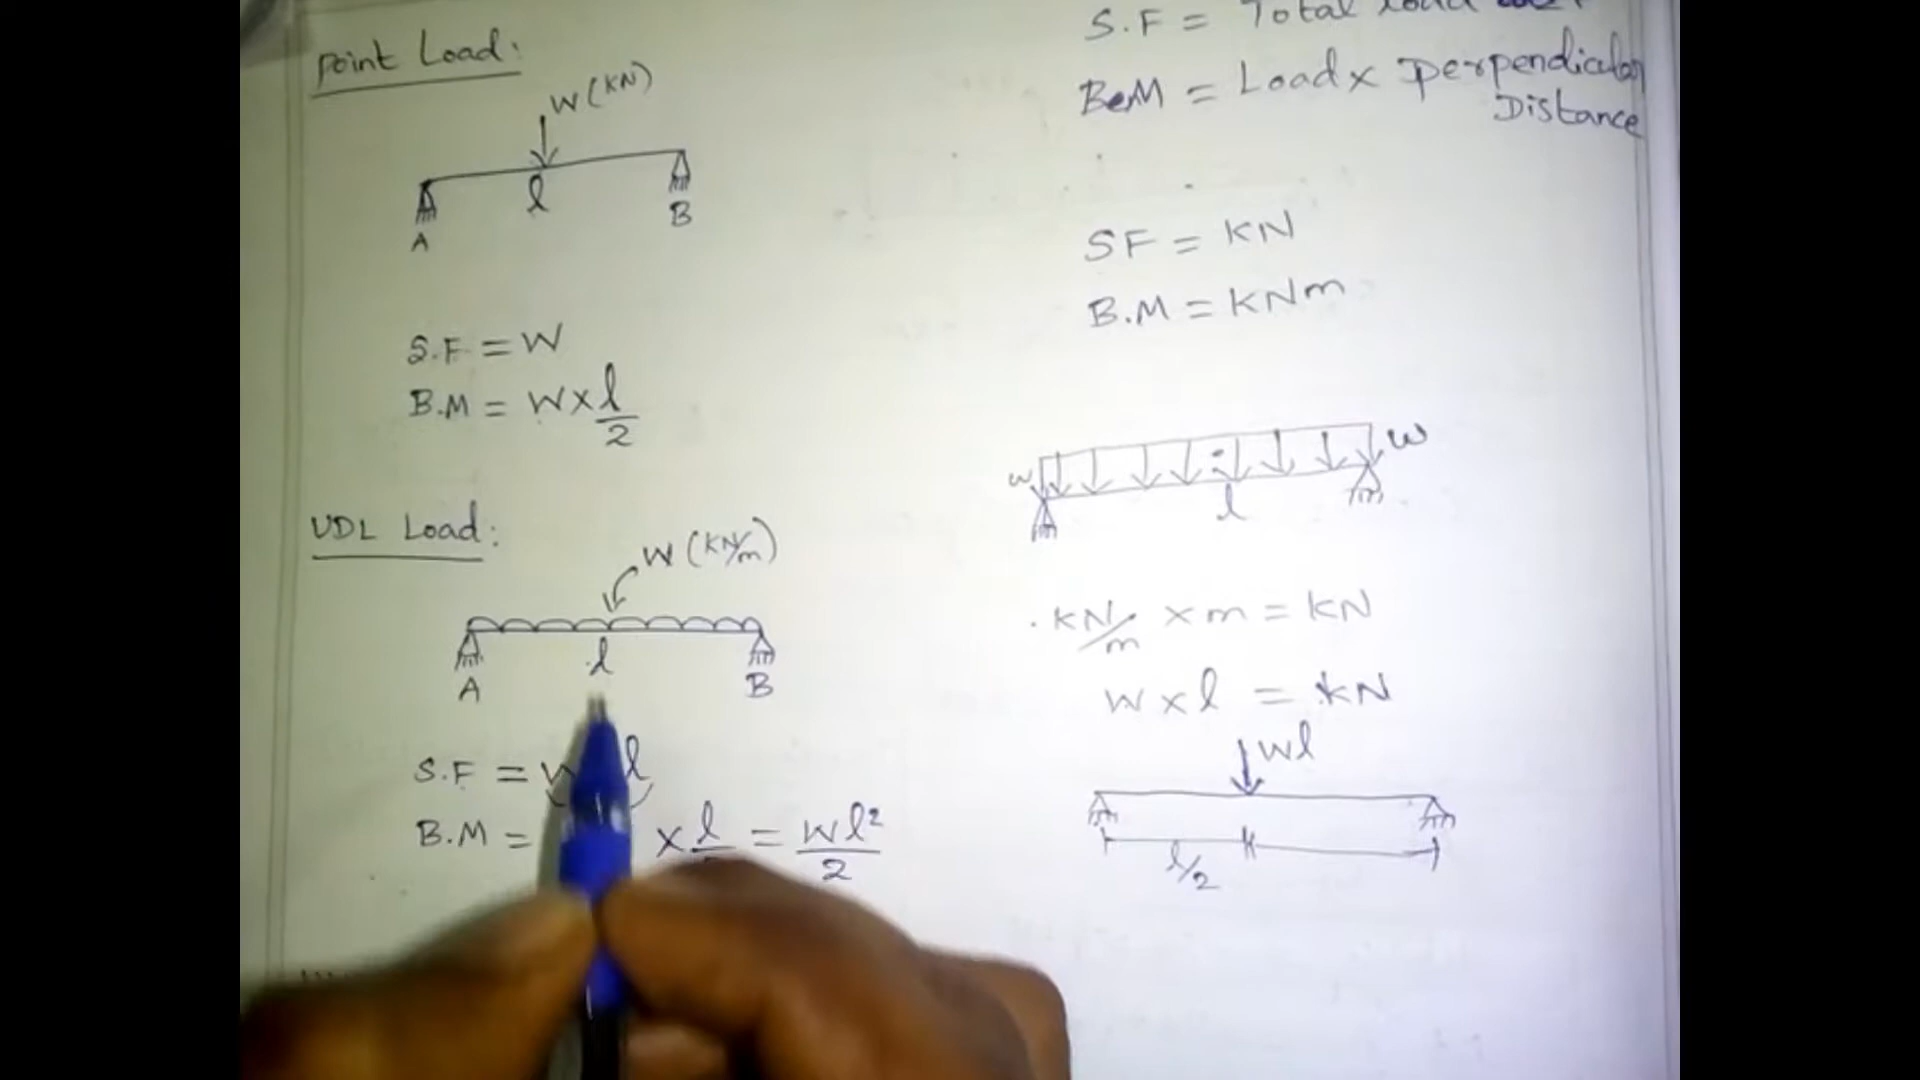 Point Load:
W (KN)
l
A
B
S.F = W
B.M = W x l/2
UDL Load:
W (KN/m)
l
A
B
S.F = W l
B.M = x l = Wl²/2
S.F = Total load
B.M = Load x Perpendicular
Distance
SF = KN
B.M = KNm
w w
l
KN/m x m = KN
W x l = KN
Wl
l/2